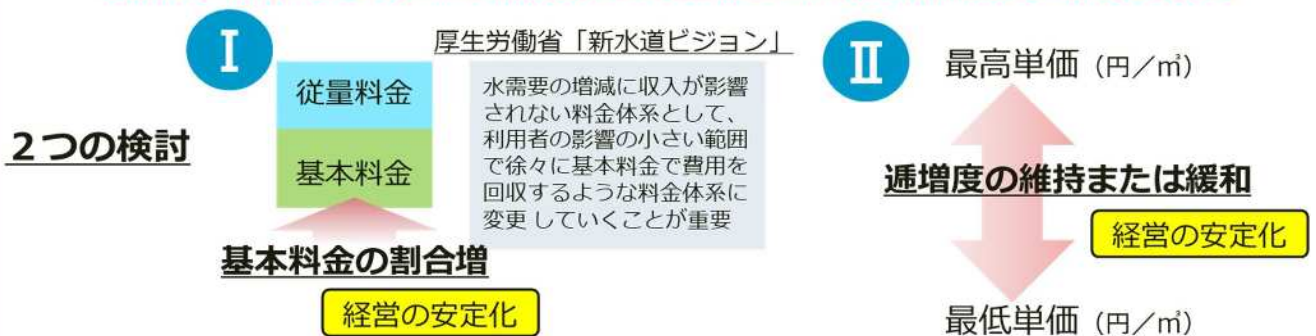 ２つの検討
Ⅰ
従量料金
基本料金
基本料金の割合増
経営の安定化
厚生労働省「新水道ビジョン」
水需要の増減に収入が影響
されない料金体系として、
利用者の影響の小さい範囲
で徐々に基本料金で費用を
回収するような料金体系に
変更していくことが重要
Ⅱ
最高単価（円／㎥）
逓増度の維持または緩和
経営の安定化
最低単価（円／㎥）